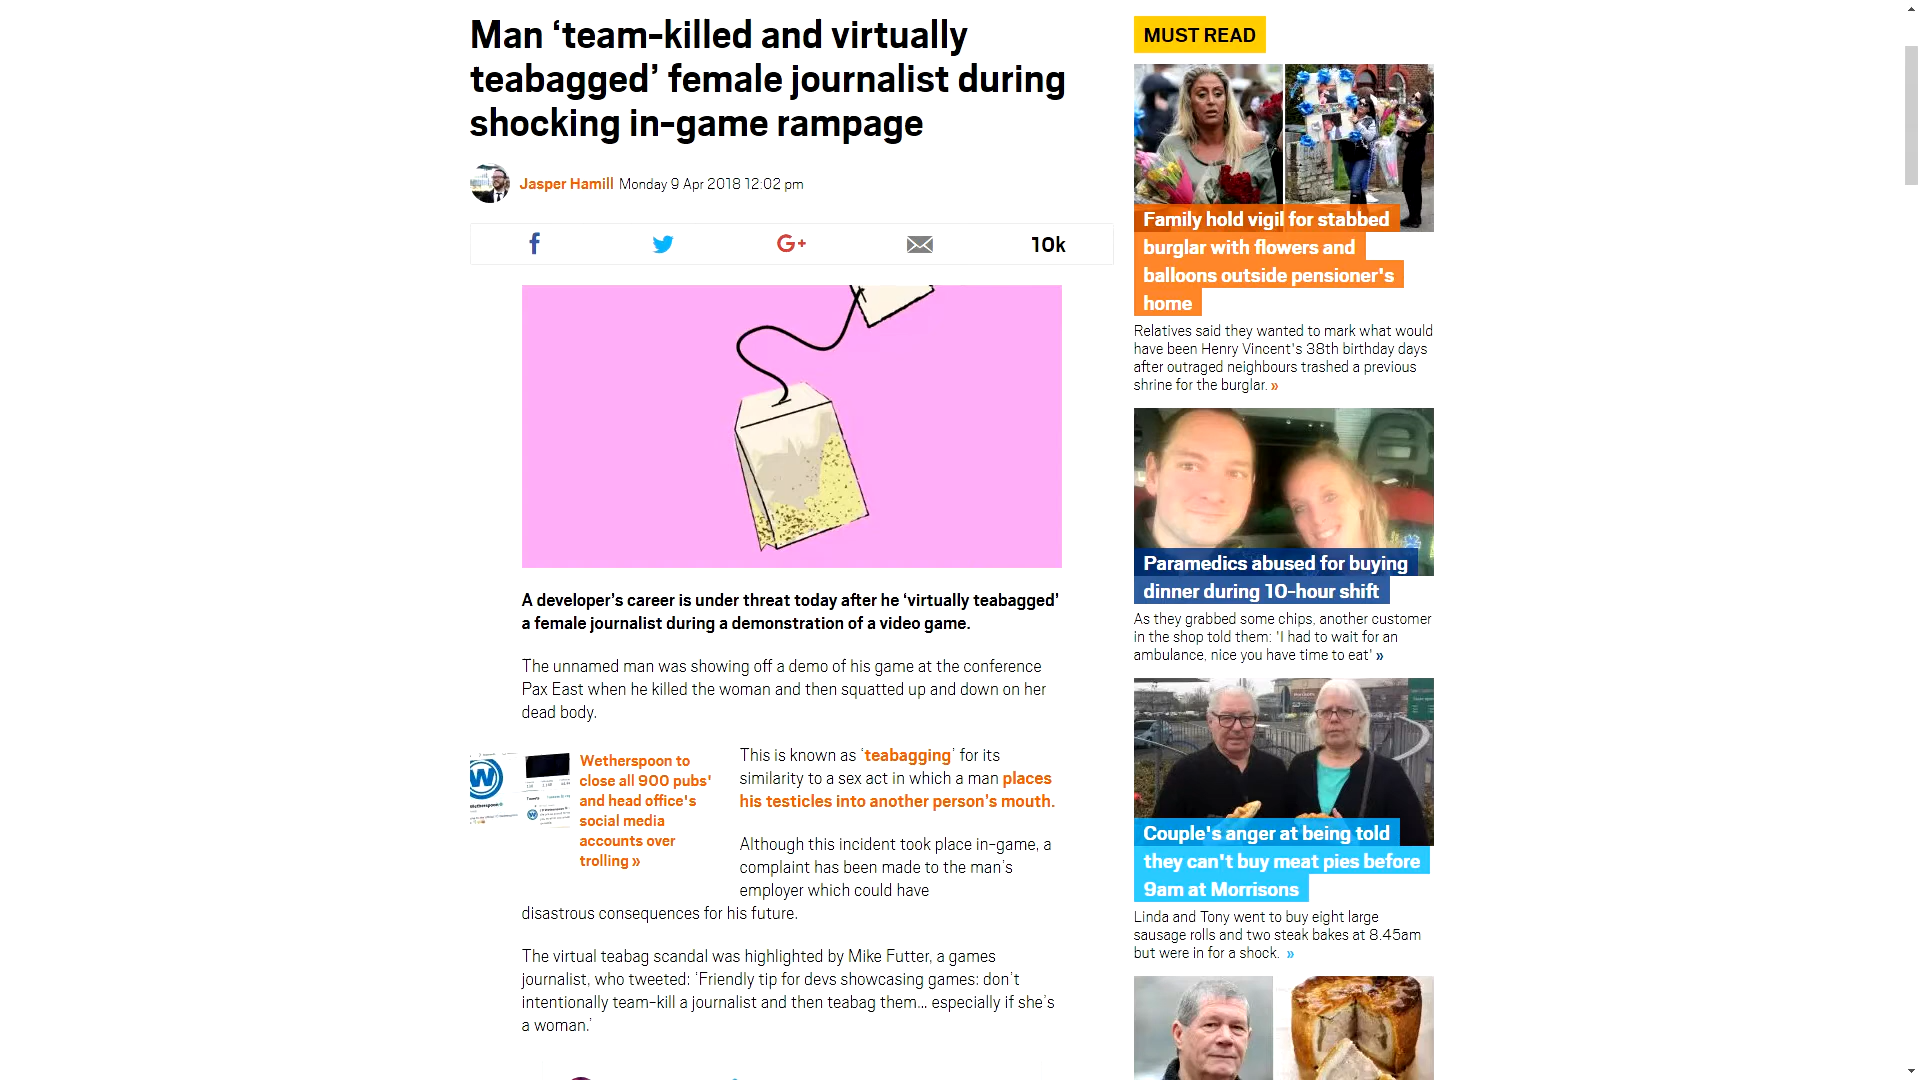 Man ‘team-killed and virtually
teabagged’ female journalist during
shocking in-game rampage
Jasper Hamill Monday 9 Apr 2018 12:02 pm
10k
A developer’s career is under threat today after he ‘virtually teabagged’
a female journalist during a demonstration of a video game.
The unnamed man was showing off a demo of his game at the conference
Pax East when he killed the woman and then squatted up and down on her
dead body.
Wetherspoon to
close all 900 pubs'
and head office's
social media
accounts over
trolling »
This is known as ‘teabagging’ for its
similarity to a sex act in which a man places
his testicles into another person’s mouth.
Although this incident took place in-game, a
complaint has been made to the man’s
employer which could have
disastrous consequences for his future.
The virtual teabag scandal was highlighted by Mike Futter, a games
journalist, who tweeted: ‘Friendly tip for devs showcasing games: don’t
intentionally team-kill a journalist and then teabag them… especially if she’s
a woman.’
MUST READ
Family hold vigil for stabbed
burglar with flowers and
balloons outside pensioner's
home
Relatives said they wanted to mark what would
have been Henry Vincent's 38th birthday days
after outraged neighbours trashed a previous
shrine for the burglar. »
Paramedics abused for buying
dinner during 10-hour shift
As they grabbed some chips, another customer
in the shop told them: 'I had to wait for an
ambulance, nice you have time to eat' »
Couple's anger at being told
they can't buy meat pies before
9am at Morrisons
Linda and Tony went to buy eight large
sausage rolls and two steak bakes at 8.45am
but were in for a shock. »